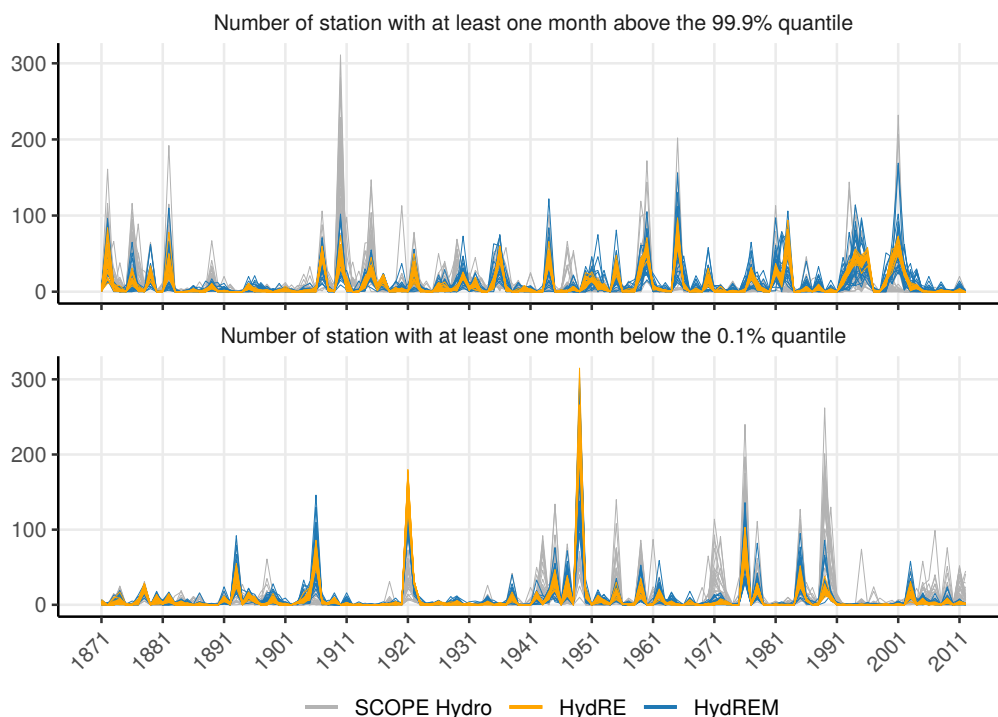 Number of station with at least one month above the 99.9% quantile
300
200
100
0
Number of station with at least one month below the 0.1% quantile
300
200
100
0
1871 1881 1891 1901 1911 1921 1931 1941 1951 1961 1971 1981 1991 2001 2011
SCOPE Hydro HydRE HydREM